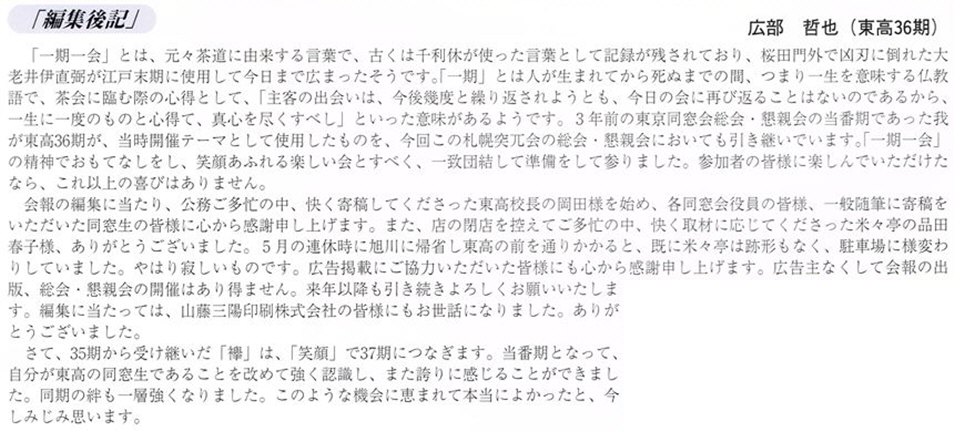 「編集後記」
広部　哲也（東高36期）
　「一期一会」とは、元々茶道に由来する言葉で、古くは千利休が使った言葉として記録が残されており、桜田門外で凶刃に倒れた大
老井伊直弼が江戸末期に使用して今日まで広まったそうです。「一期」とは人が生まれてから死ぬまでの間、つまり一生を意味する仏教
語で、茶会に臨む際の心得として、「主客の出会いは、今後幾度と繰り返されようとも、今日の会に再び返ることはないのであるから、
一生に一度のものと心得て、真心を尽くすべし」といった意味があるようです。３年前の東京同窓会総会・懇親会の当番期であった我
が東高36期が、当時開催テーマとして使用したものを、今回この札幌突兀会の総会・懇親会においても引き継いでいます。「一期一会」
の精神でおもてなしをし、笑顔あふれる楽しい会とすべく、一致団結して準備をして参りました。参加者の皆様に楽しんでいただけた
なら、これ以上の喜びはありません。
　会報の編集に当たり、公務ご多忙の中、快く寄稿してくださった東高校長の岡田様を始め、各同窓会役員の皆様、一般随筆に寄稿を
いただいた同窓生の皆様に心から感謝申し上げます。また、店の閉店を控えてご多忙の中、快く取材に応じてくださった米々亭の品田
春子様、ありがとうございました。５月の連休時に旭川に帰省し東高の前を通りかかると、既に米々亭は跡形もなく、駐車場に様変わ
りしていました。やはり寂しいものです。広告掲載にご協力いただいた皆様にも心から感謝申し上げます。広告主なくして会報の出
版、総会・懇親会の開催はあり得ません。来年以降も引き続きよろしくお願いいたしま
す。編集に当たっては、山藤三陽印刷株式会社の皆様にもお世話になりました。ありが
とうございました。
　さて、35期から受け継いだ「襷」は、「笑顔」で37期につなぎます。当番期となって、
自分が東高の同窓生であることを改めて強く認識し、また誇りに感じることができまし
た。同期の絆も一層強くなりました。このような機会に恵まれて本当によかったと、今
しみじみ思います。